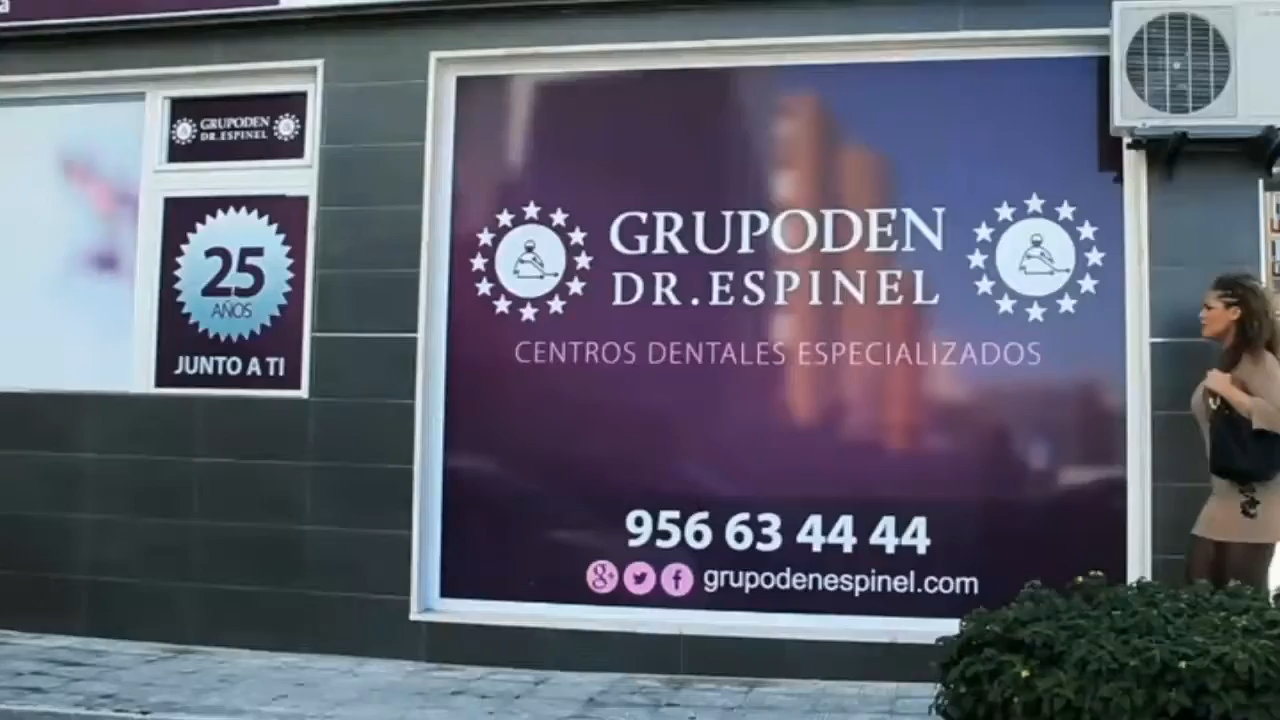 GRUPODEN
DR.ESPINEL
25
AÑOS
JUNTO A TI
GRUPODEN
DR.ESPINEL
CENTROS DENTALES ESPECIALIZADOS
956 63 44 44
g+ f grupodenespinel.com